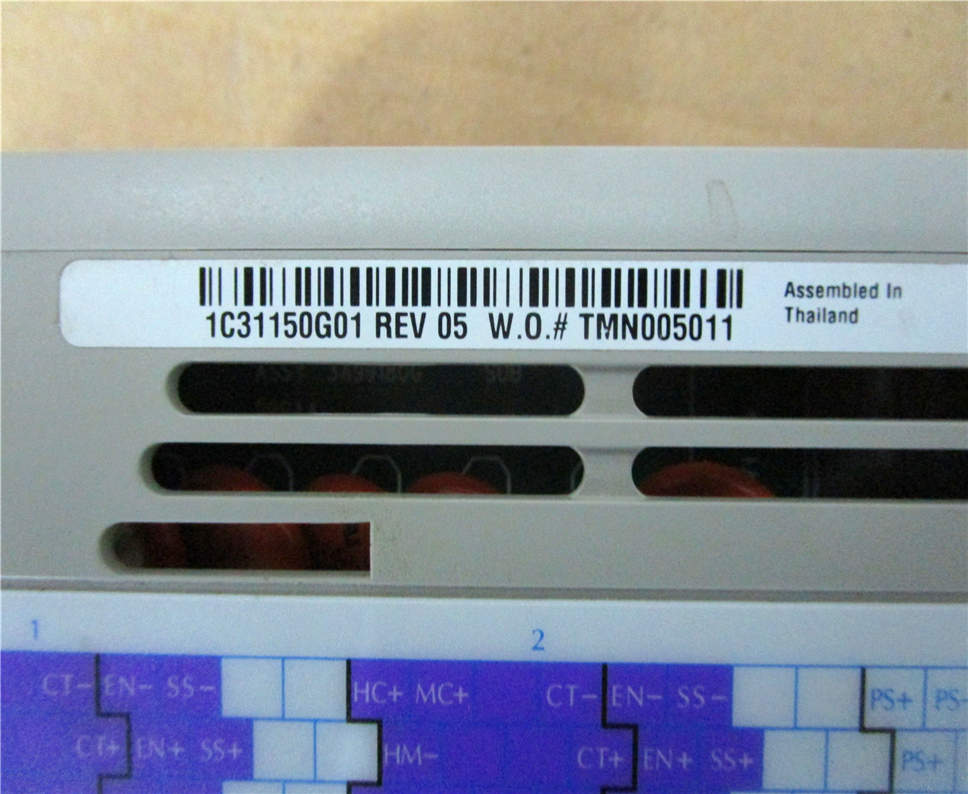 1C31150G01 REV 05 W.O.# TMN005011
Assembled In
Thailand
1
2
CT- EN- SS-
HC+ MC+
CT- EN- SS-
PS+
PS-
CT+ EN+ SS+
HM-
CT+ EN+ SS+
PS+